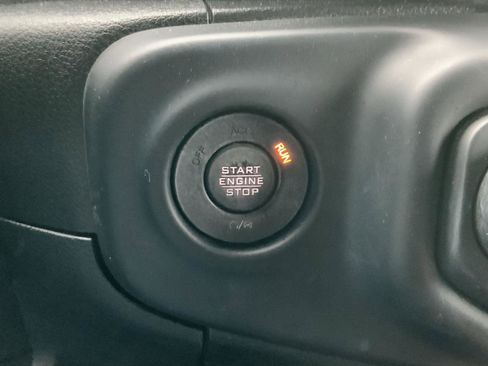 ACC
OFF
RUN
START
ENGINE
STOP